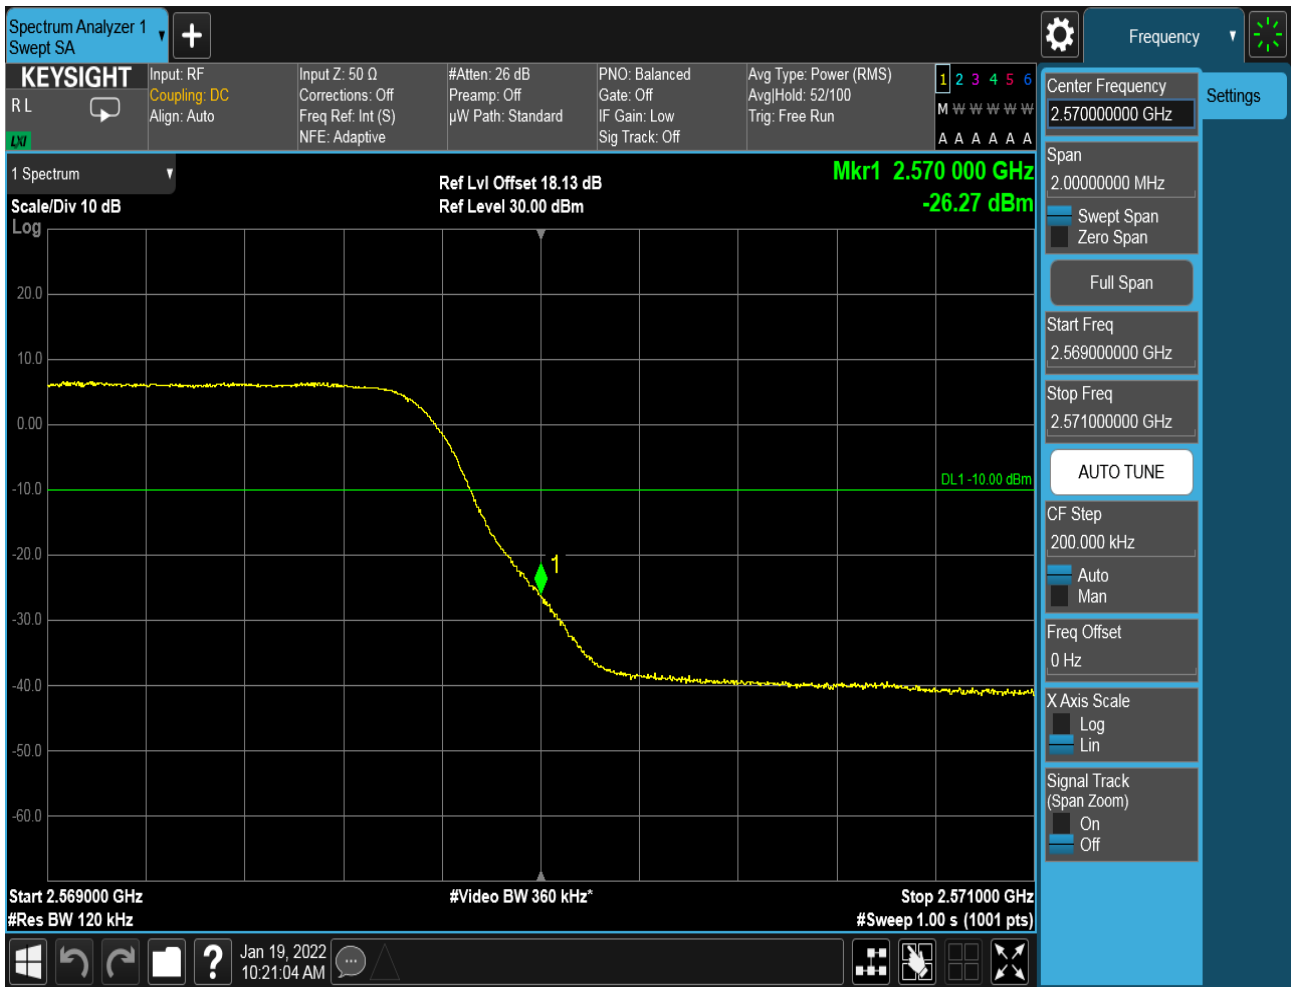 Spectrum Analyzer 1
Swept SA
Frequency
KEYSIGHT
R L
LXI
Input: RF
Coupling: DC
Align: Auto
Input Z: 50 Ω
Corrections: Off
Freq Ref: Int (S)
NFE: Adaptive
#Atten: 26 dB
Preamp: Off
µW Path: Standard
PNO: Balanced
Gate: Off
IF Gain: Low
Sig Track: Off
Avg Type: Power (RMS)
Avg|Hold: 52/100
Trig: Free Run
1 2 3 4 5 6
M W W W W W
A A A A A A
1 Spectrum
Scale/Div 10 dB
Log
Ref Lvl Offset 18.13 dB
Ref Level 30.00 dBm
Mkr1 2.570 000 GHz
-26.27 dBm
20.0
10.0
0.00
-10.0
-20.0
-30.0
-40.0
-50.0
-60.0
DL1 -10.00 dBm
1
Start 2.569000 GHz
#Res BW 120 kHz
#Video BW 360 kHz*
Stop 2.571000 GHz
#Sweep 1.00 s (1001 pts)
?
Jan 19, 2022
10:21:04 AM
Center Frequency
2.570000000 GHz
Settings
Span
2.00000000 MHz
Swept Span
Zero Span
Full Span
Start Freq
2.569000000 GHz
Stop Freq
2.571000000 GHz
AUTO TUNE
CF Step
200.000 kHz
Auto
Man
Freq Offset
0 Hz
X Axis Scale
Log
Lin
Signal Track
(Span Zoom)
On
Off